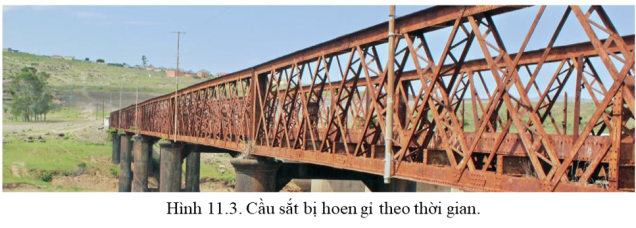 Hình 11.3. Cầu sắt bị hoen gỉ theo thời gian.